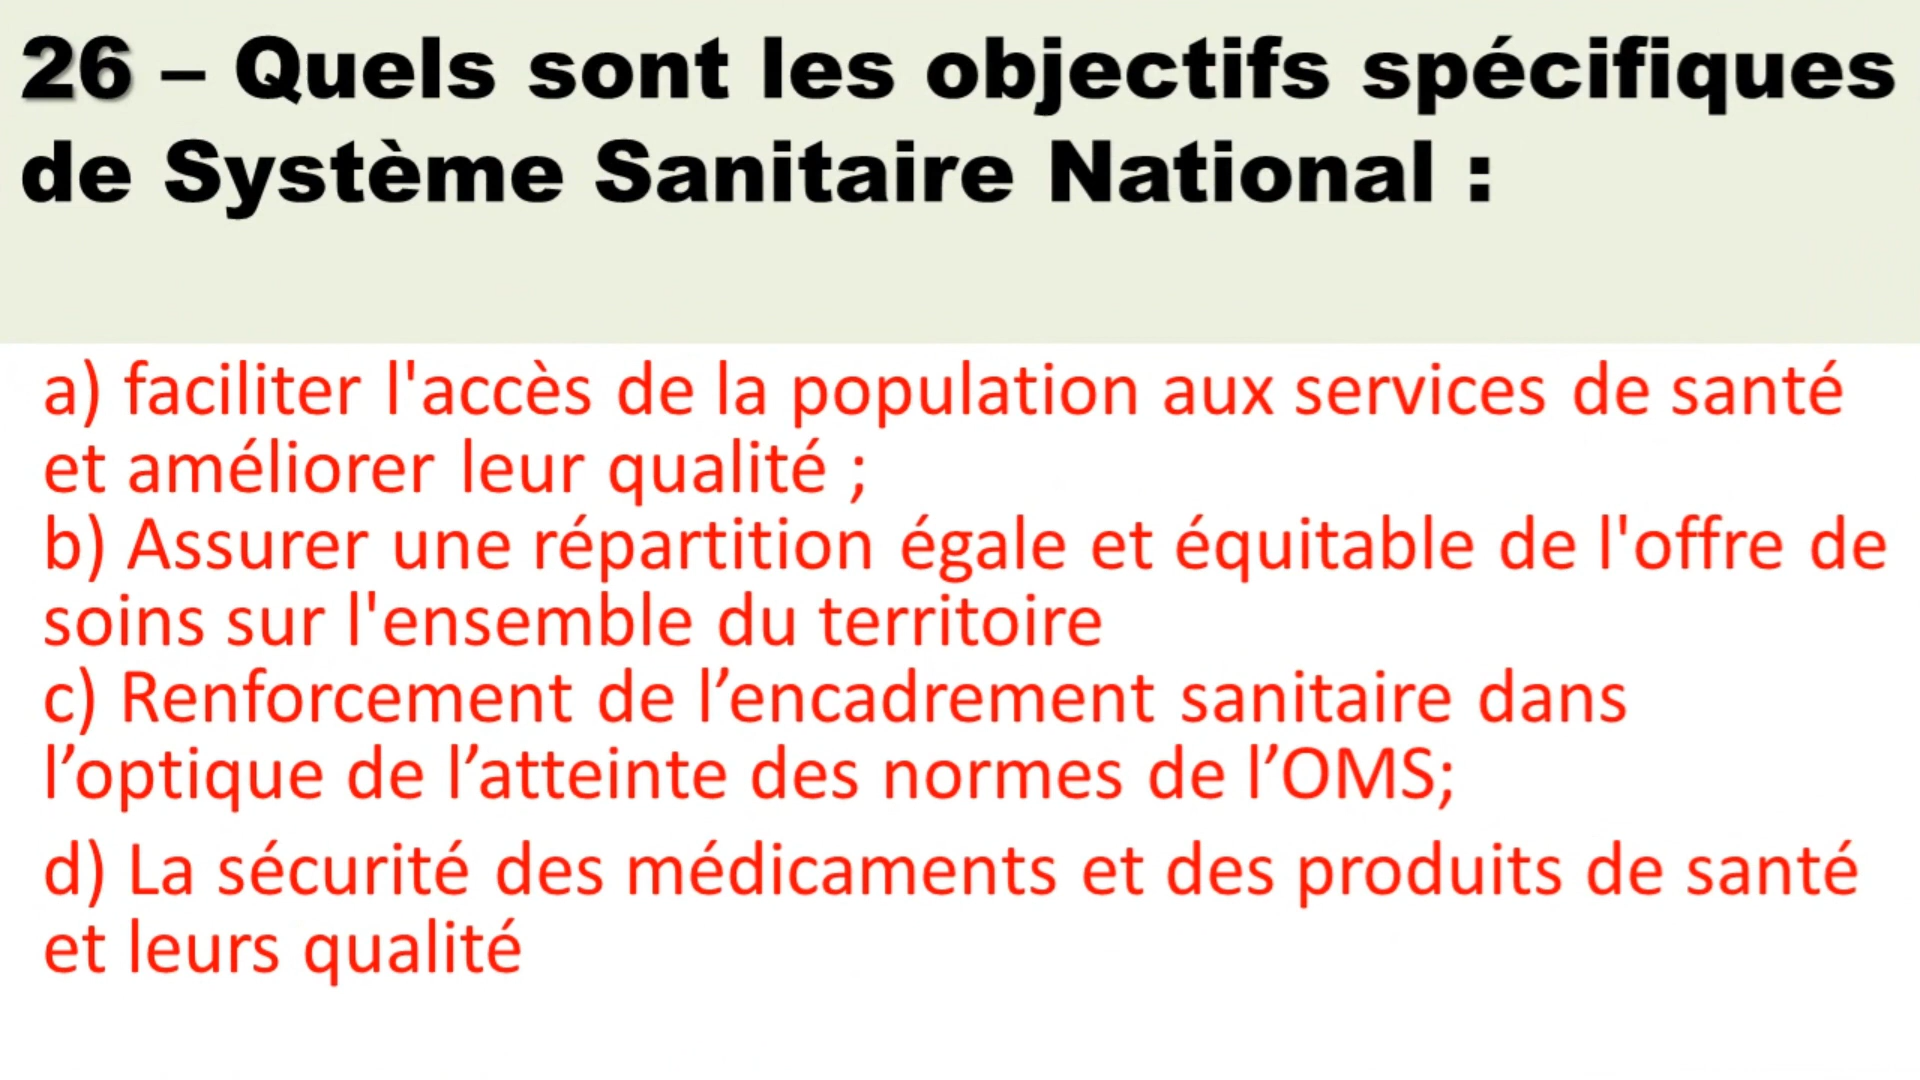 26 – Quels sont les objectifs spécifiques
de Système Sanitaire National :
a) faciliter l'accès de la population aux services de santé
et améliorer leur qualité ;
b) Assurer une répartition égale et équitable de l'offre de
soins sur l'ensemble du territoire
c) Renforcement de l’encadrement sanitaire dans
l’optique de l’atteinte des normes de l’OMS;
d) La sécurité des médicaments et des produits de santé
et leurs qualité